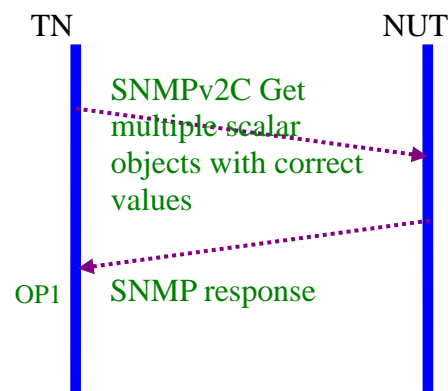 TN
NUT
SNMPv2C Get
multiple scalar
objects with correct
values
OP1
SNMP response